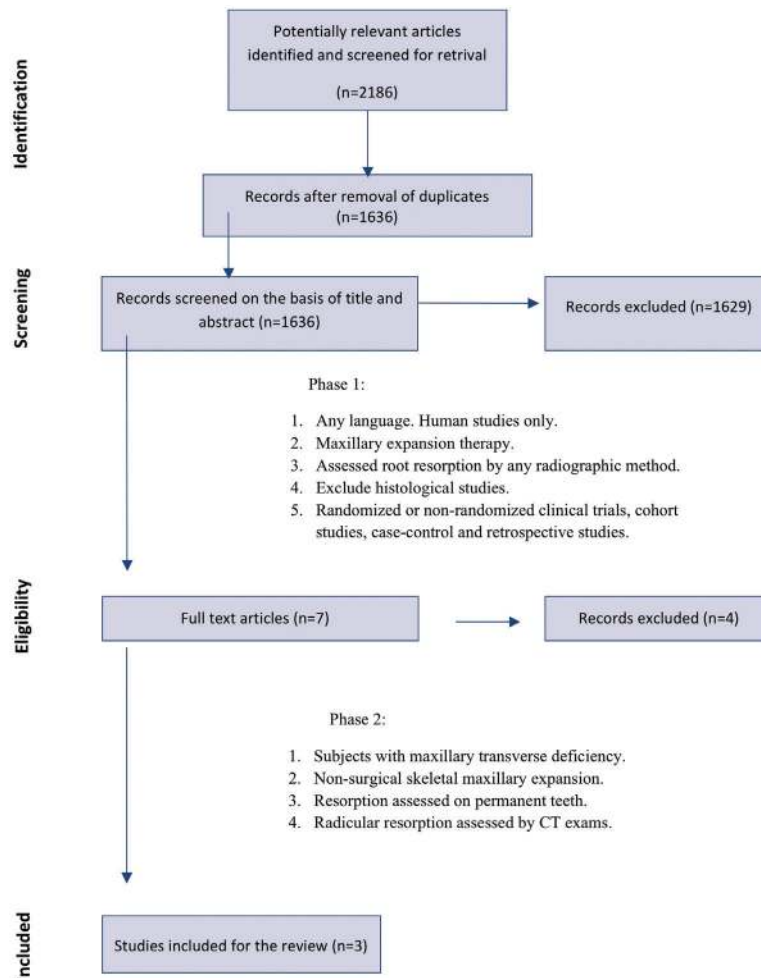 Identification
Potentially relevant articles
identified and screened for retrival
(n=2186)
Records after removal of duplicates
(n=1636)
Screening
Records screened on the basis of title and
abstract (n=1636)
Records excluded (n=1629)
Phase 1:
1. Any language. Human studies only.
2. Maxillary expansion therapy.
3. Assessed root resorption by any radiographic method.
4. Exclude histological studies.
5. Randomized or non-randomized clinical trials, cohort
studies, case-control and retrospective studies.
Eligibility
Full text articles (n=7)
Records excluded (n=4)
Phase 2:
1. Subjects with maxillary transverse deficiency.
2. Non-surgical skeletal maxillary expansion.
3. Resorption assessed on permanent teeth.
4. Radicular resorption assessed by CT exams.
ncluded
Studies included for the review (n=3)